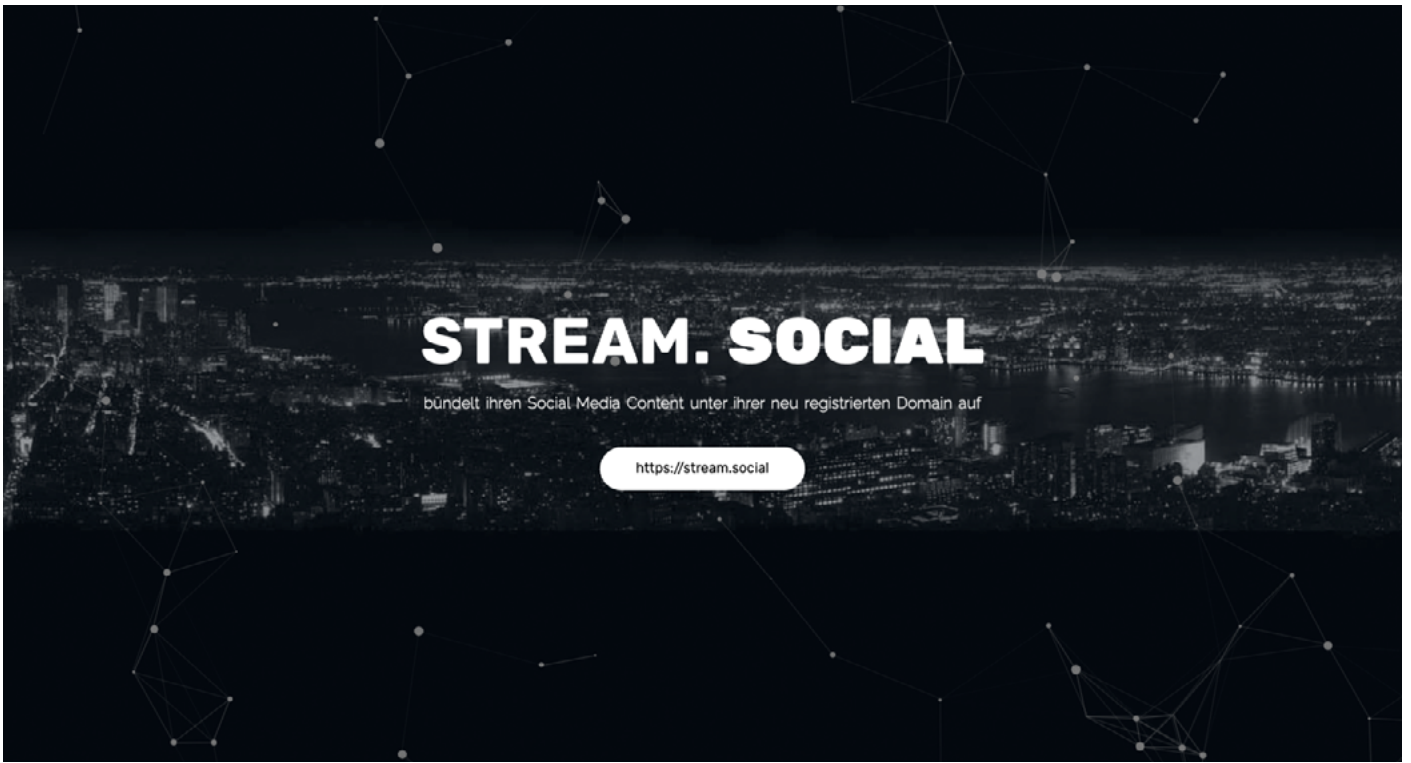 STREAM. SOCIAL
bündelt ihren Social Media Content unter ihrer neu registrierten Domain auf
https://stream.social